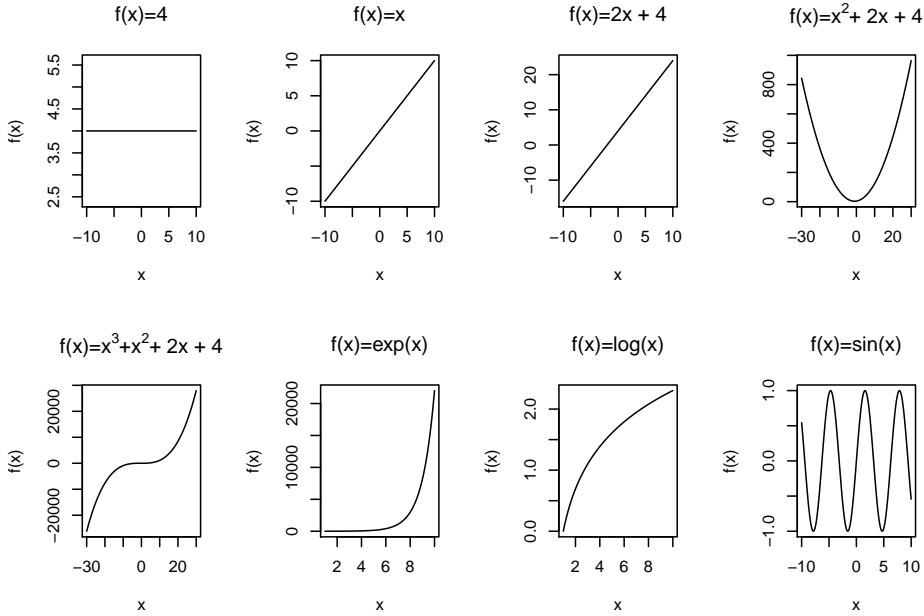 f(x)=4
f(x)=x
f(x)=2x + 4
f(x)=x²+ 2x + 4
f(x)
2.5 3.5 4.5 5.5
−10 0 5 10
x
f(x)
−10 0 5 10
−10 0 5 10
x
f(x)
−10 0 10 20
−10 0 5 10
x
f(x)
0 400 800
−30 0 20
x
f(x)=x³+x²+ 2x + 4
f(x)=exp(x)
f(x)=log(x)
f(x)=sin(x)
f(x)
−20000 0 20000
−30 0 20
x
f(x)
0 10000 20000
2 4 6 8
x
f(x)
0.0 1.0 2.0
2 4 6 8
x
f(x)
−1.0 0.0 1.0
−10 0 5 10
x